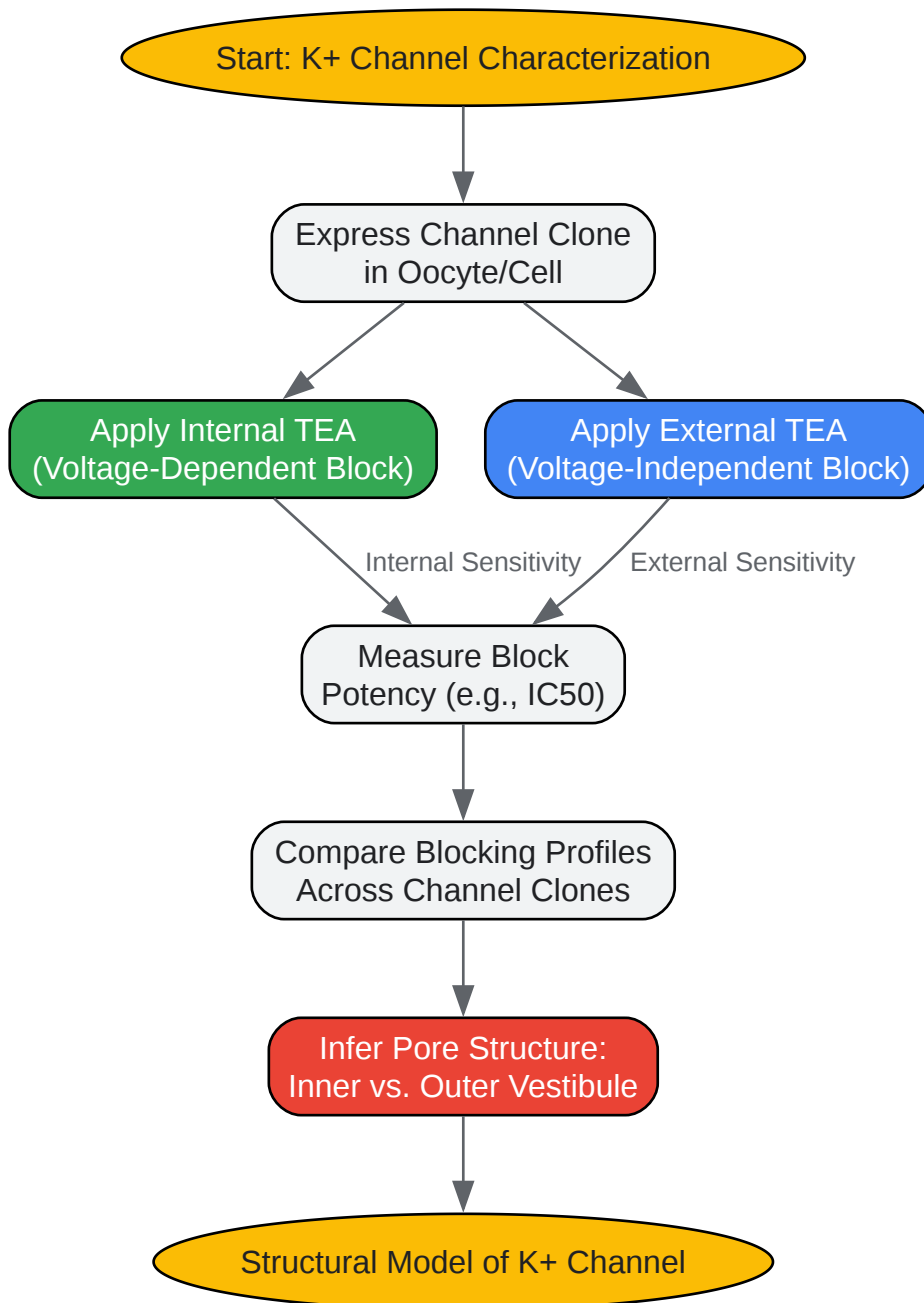 Start: K+ Channel Characterization
Express Channel Clone
in Oocyte/Cell
Apply Internal TEA
(Voltage-Dependent Block)
Apply External TEA
(Voltage-Independent Block)
Internal Sensitivity
External Sensitivity
Measure Block
Potency (e.g., IC50)
Compare Blocking Profiles
Across Channel Clones
Infer Pore Structure:
Inner vs. Outer Vestibule
Structural Model of K+ Channel